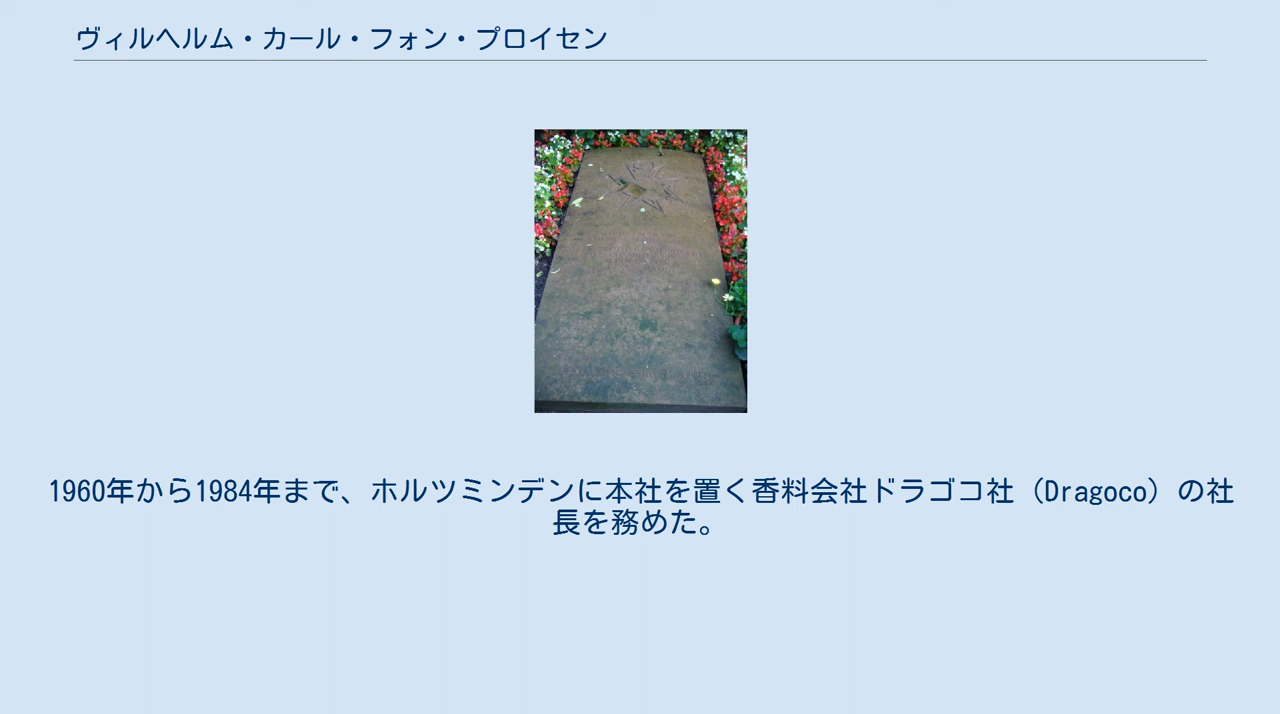 ヴィルヘルム・カール・フォン・プロイセン
1960年から1984年まで、ホルツミンデンに本社を置く香料会社ドラゴコ社（Dragoco）の社
長を務めた。